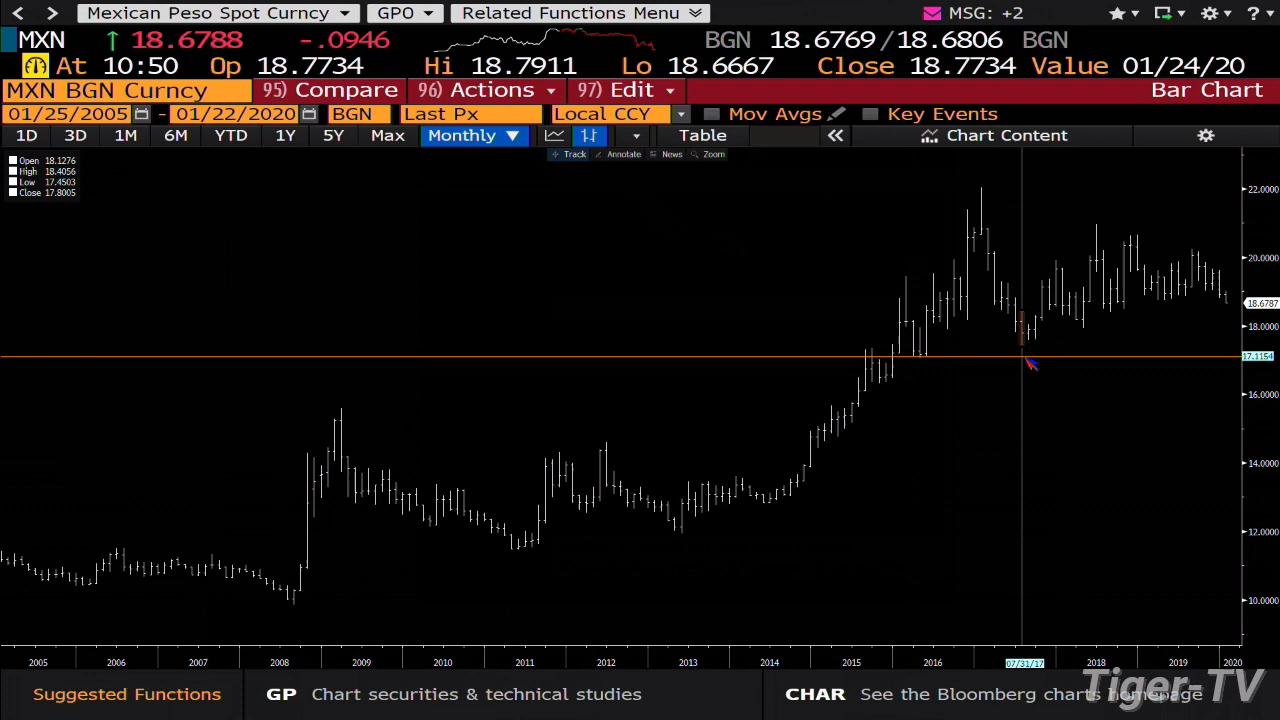 < > Mexican Peso Spot Curncy GPO Related Functions Menu MSG: +2 ?
MXN ↑ 18.6788 -.0946 BGN 18.6769/18.6806 BGN
At 10:50 Op 18.7734 Hi 18.7911 Lo 18.6667 Close 18.7734 Value 01/24/20
MXN BGN Curncy 95) Compare 96) Actions 97) Edit Bar Chart
01/25/2005 - 01/22/2020 BGN Last Px Local CCY Mov Avgs Key Events
1D 3D 1M 6M YTD 1Y 5Y Max Monthly ▼ Table « Chart Content
Track Annotate News Zoom
Open 18.1276
High 18.4056
Low 17.4503
Close 17.8005
22.0000
20.0000
18.6787
18.0000
17.1154
16.0000
14.0000
12.0000
10.0000
2005 2006 2007 2008 2009 2010 2011 2012 2013 2014 2015 2016 07/31/17 2018 2019 2020
Suggested Functions GP Chart securities & technical studies CHAR See the Bloomberg charts homepage
Tiger-TV